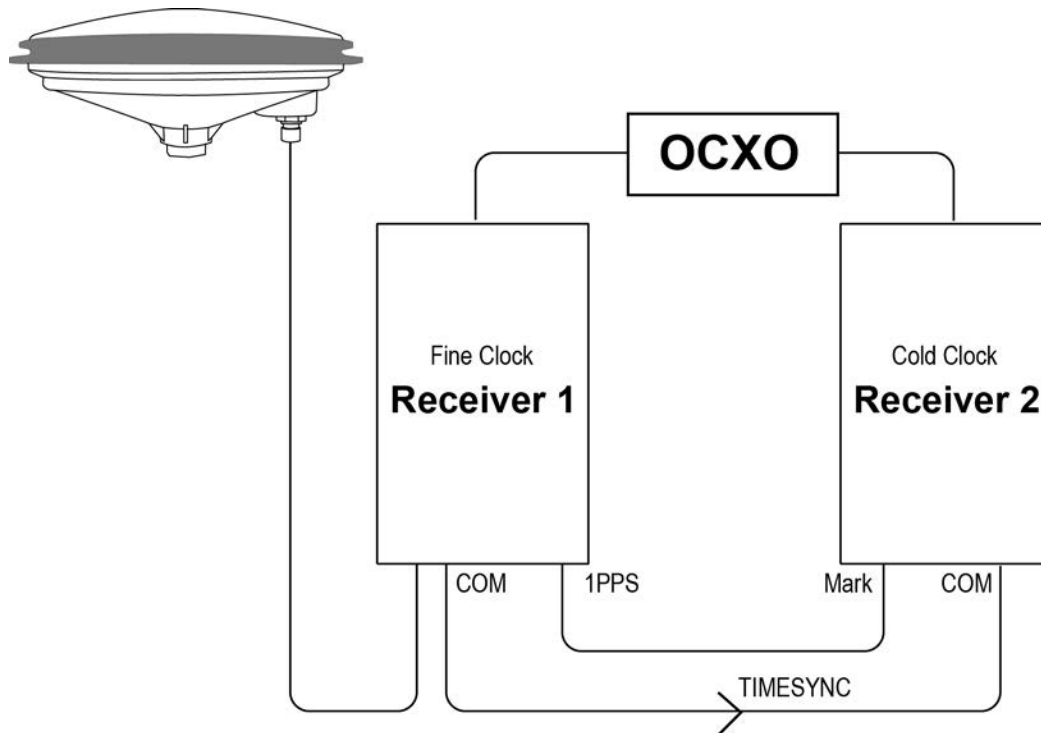 OCXO
Fine Clock
Receiver 1
Cold Clock
Receiver 2
COM
1PPS
Mark
COM
TIMESYNC